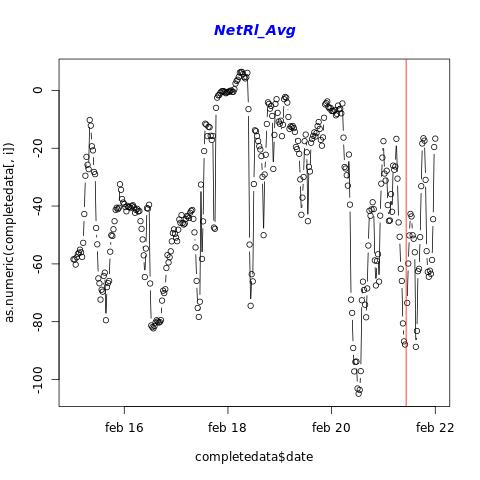 NetRl_Avg
as.numeric(completedata[, i])
0
-20
-40
-60
-80
-100
feb 16
feb 18
feb 20
feb 22
completedata$date